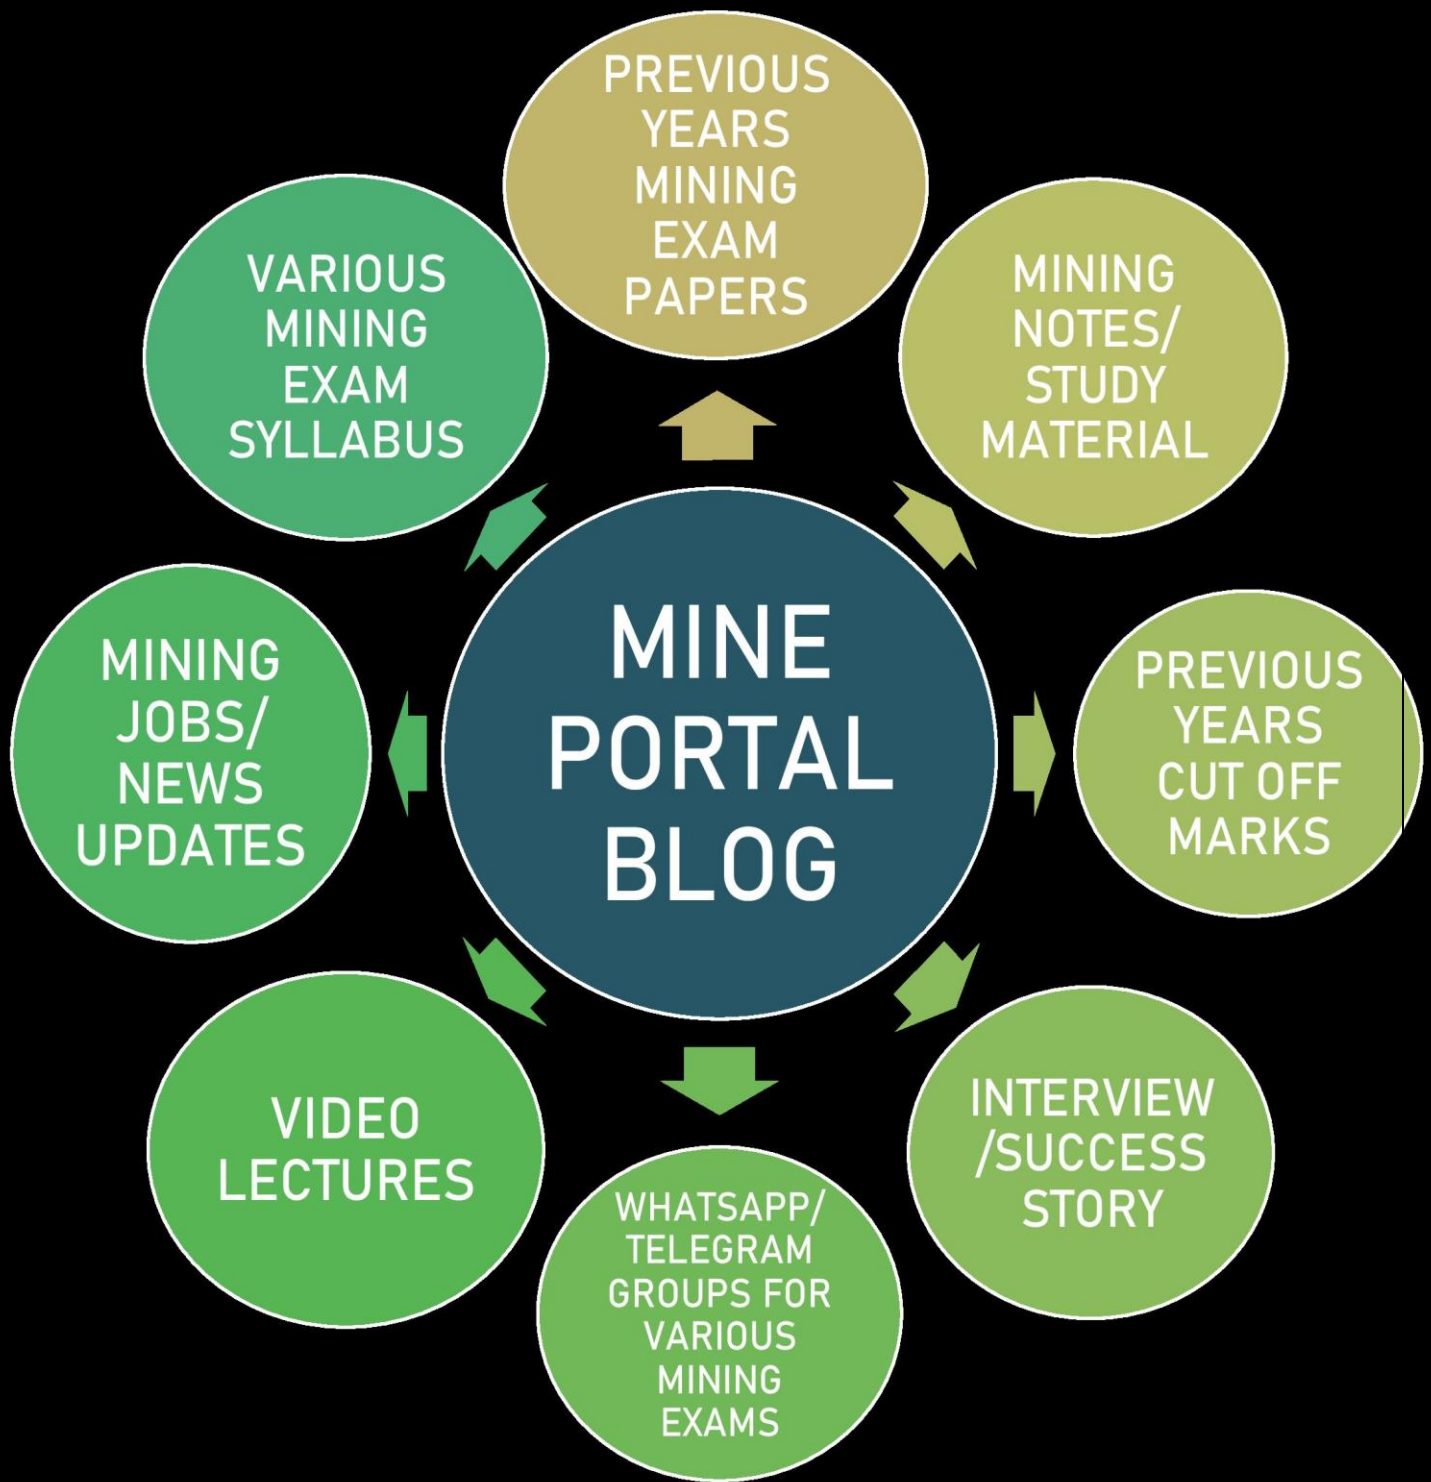 PREVIOUS
YEARS
MINING
EXAM
PAPERS
MINING
NOTES/
STUDY
MATERIAL
PREVIOUS
YEARS
CUT OFF
MARKS
INTERVIEW
/SUCCESS
STORY
WHATSAPP/
TELEGRAM
GROUPS FOR
VARIOUS
MINING
EXAMS
VIDEO
LECTURES
MINING
JOBS/
NEWS
UPDATES
VARIOUS
MINING
EXAM
SYLLABUS
MINE
PORTAL
BLOG